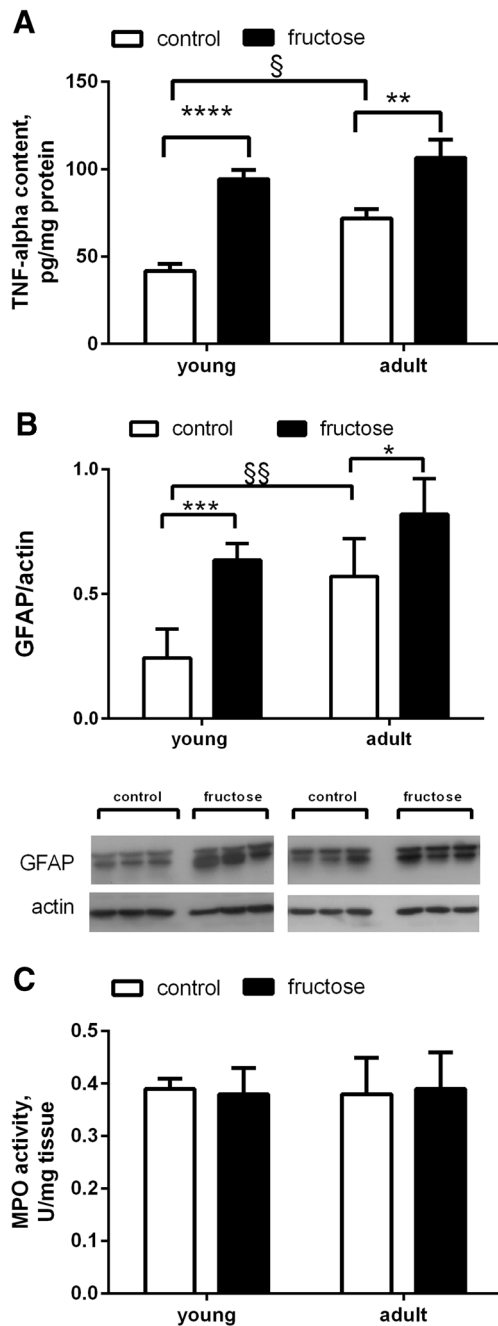 A
control fructose
TNF-alpha content,
pg/mg protein
150
100
50
0
§
****
**
young adult
B
control fructose
GFAP/actin
1.0
0.5
0.0
§§
***
*
young adult
control fructose control fructose
GFAP
actin
C
control fructose
MPO activity,
U/mg tissue
0.5
0.4
0.3
0.2
0.1
0.0
young adult